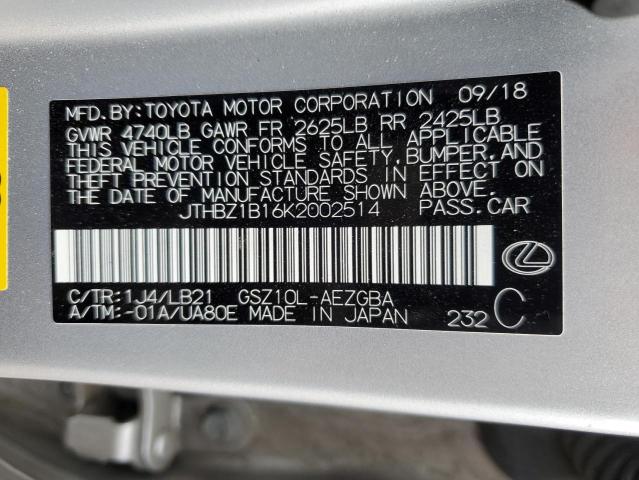 MFD.BY:TOYOTA MOTOR CORPORATION 09/18
GVWR 4740LB GAWR FR 2625LB RR 2425LB
THIS VEHICLE CONFORMS TO ALL APPLICABLE
FEDERAL MOTOR VEHICLE SAFETY,BUMPER,AND
THEFT PREVENTION STANDARDS IN EFFECT ON
THE DATE OF MANUFACTURE SHOWN ABOVE.
JTHBZ1B16K2002514 PASS.CAR
C/TR:1J4/LB21 GSZ10L-AEZGBA
A/TM:-01A/UA80E MADE IN JAPAN 232 C